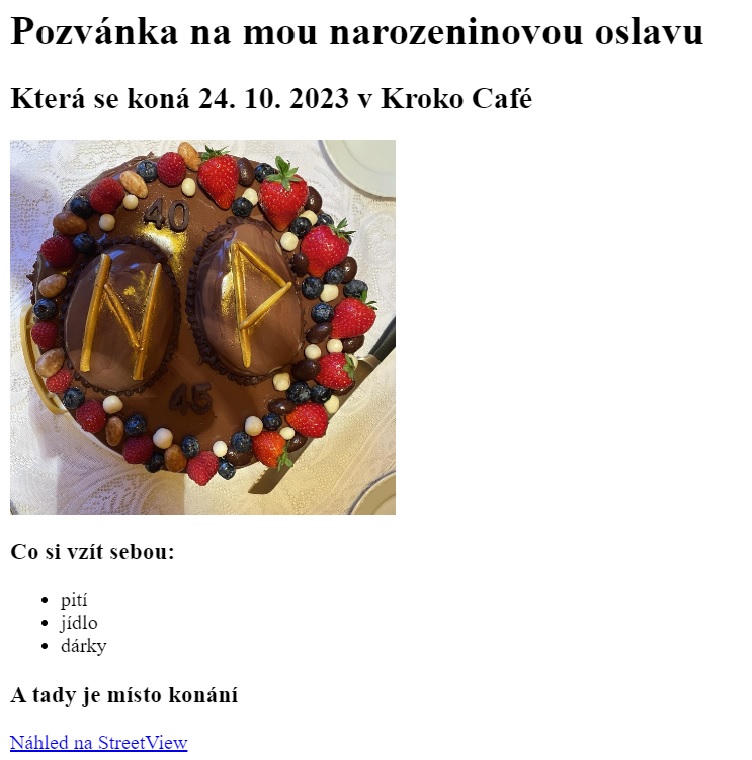 Pozvánka na mou narozeninovou oslavu
Která se koná 24. 10. 2023 v Kroko Café
40
N D
45
Co si vzít sebou:
pití
jídlo
dárky
A tady je místo konání
Náhled na StreetView